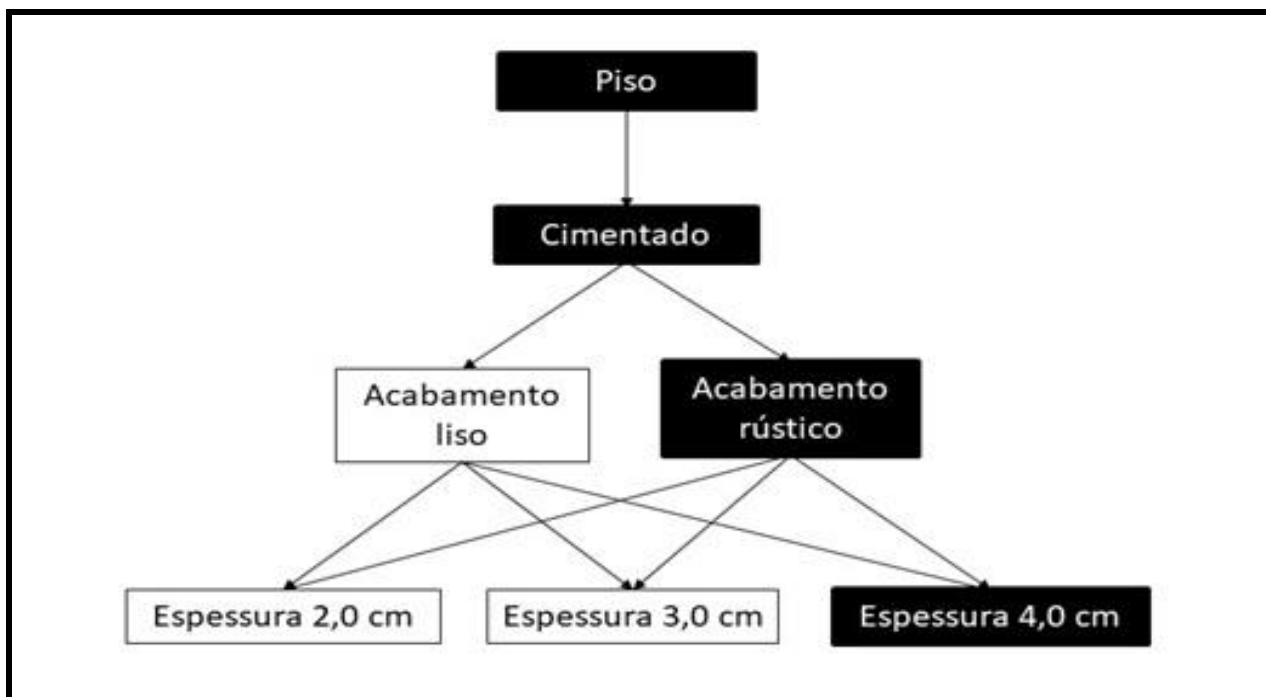 Piso
Cimentado
Acabamento
liso
Acabamento
rústico
Espessura 2,0 cm
Espessura 3,0 cm
Espessura 4,0 cm